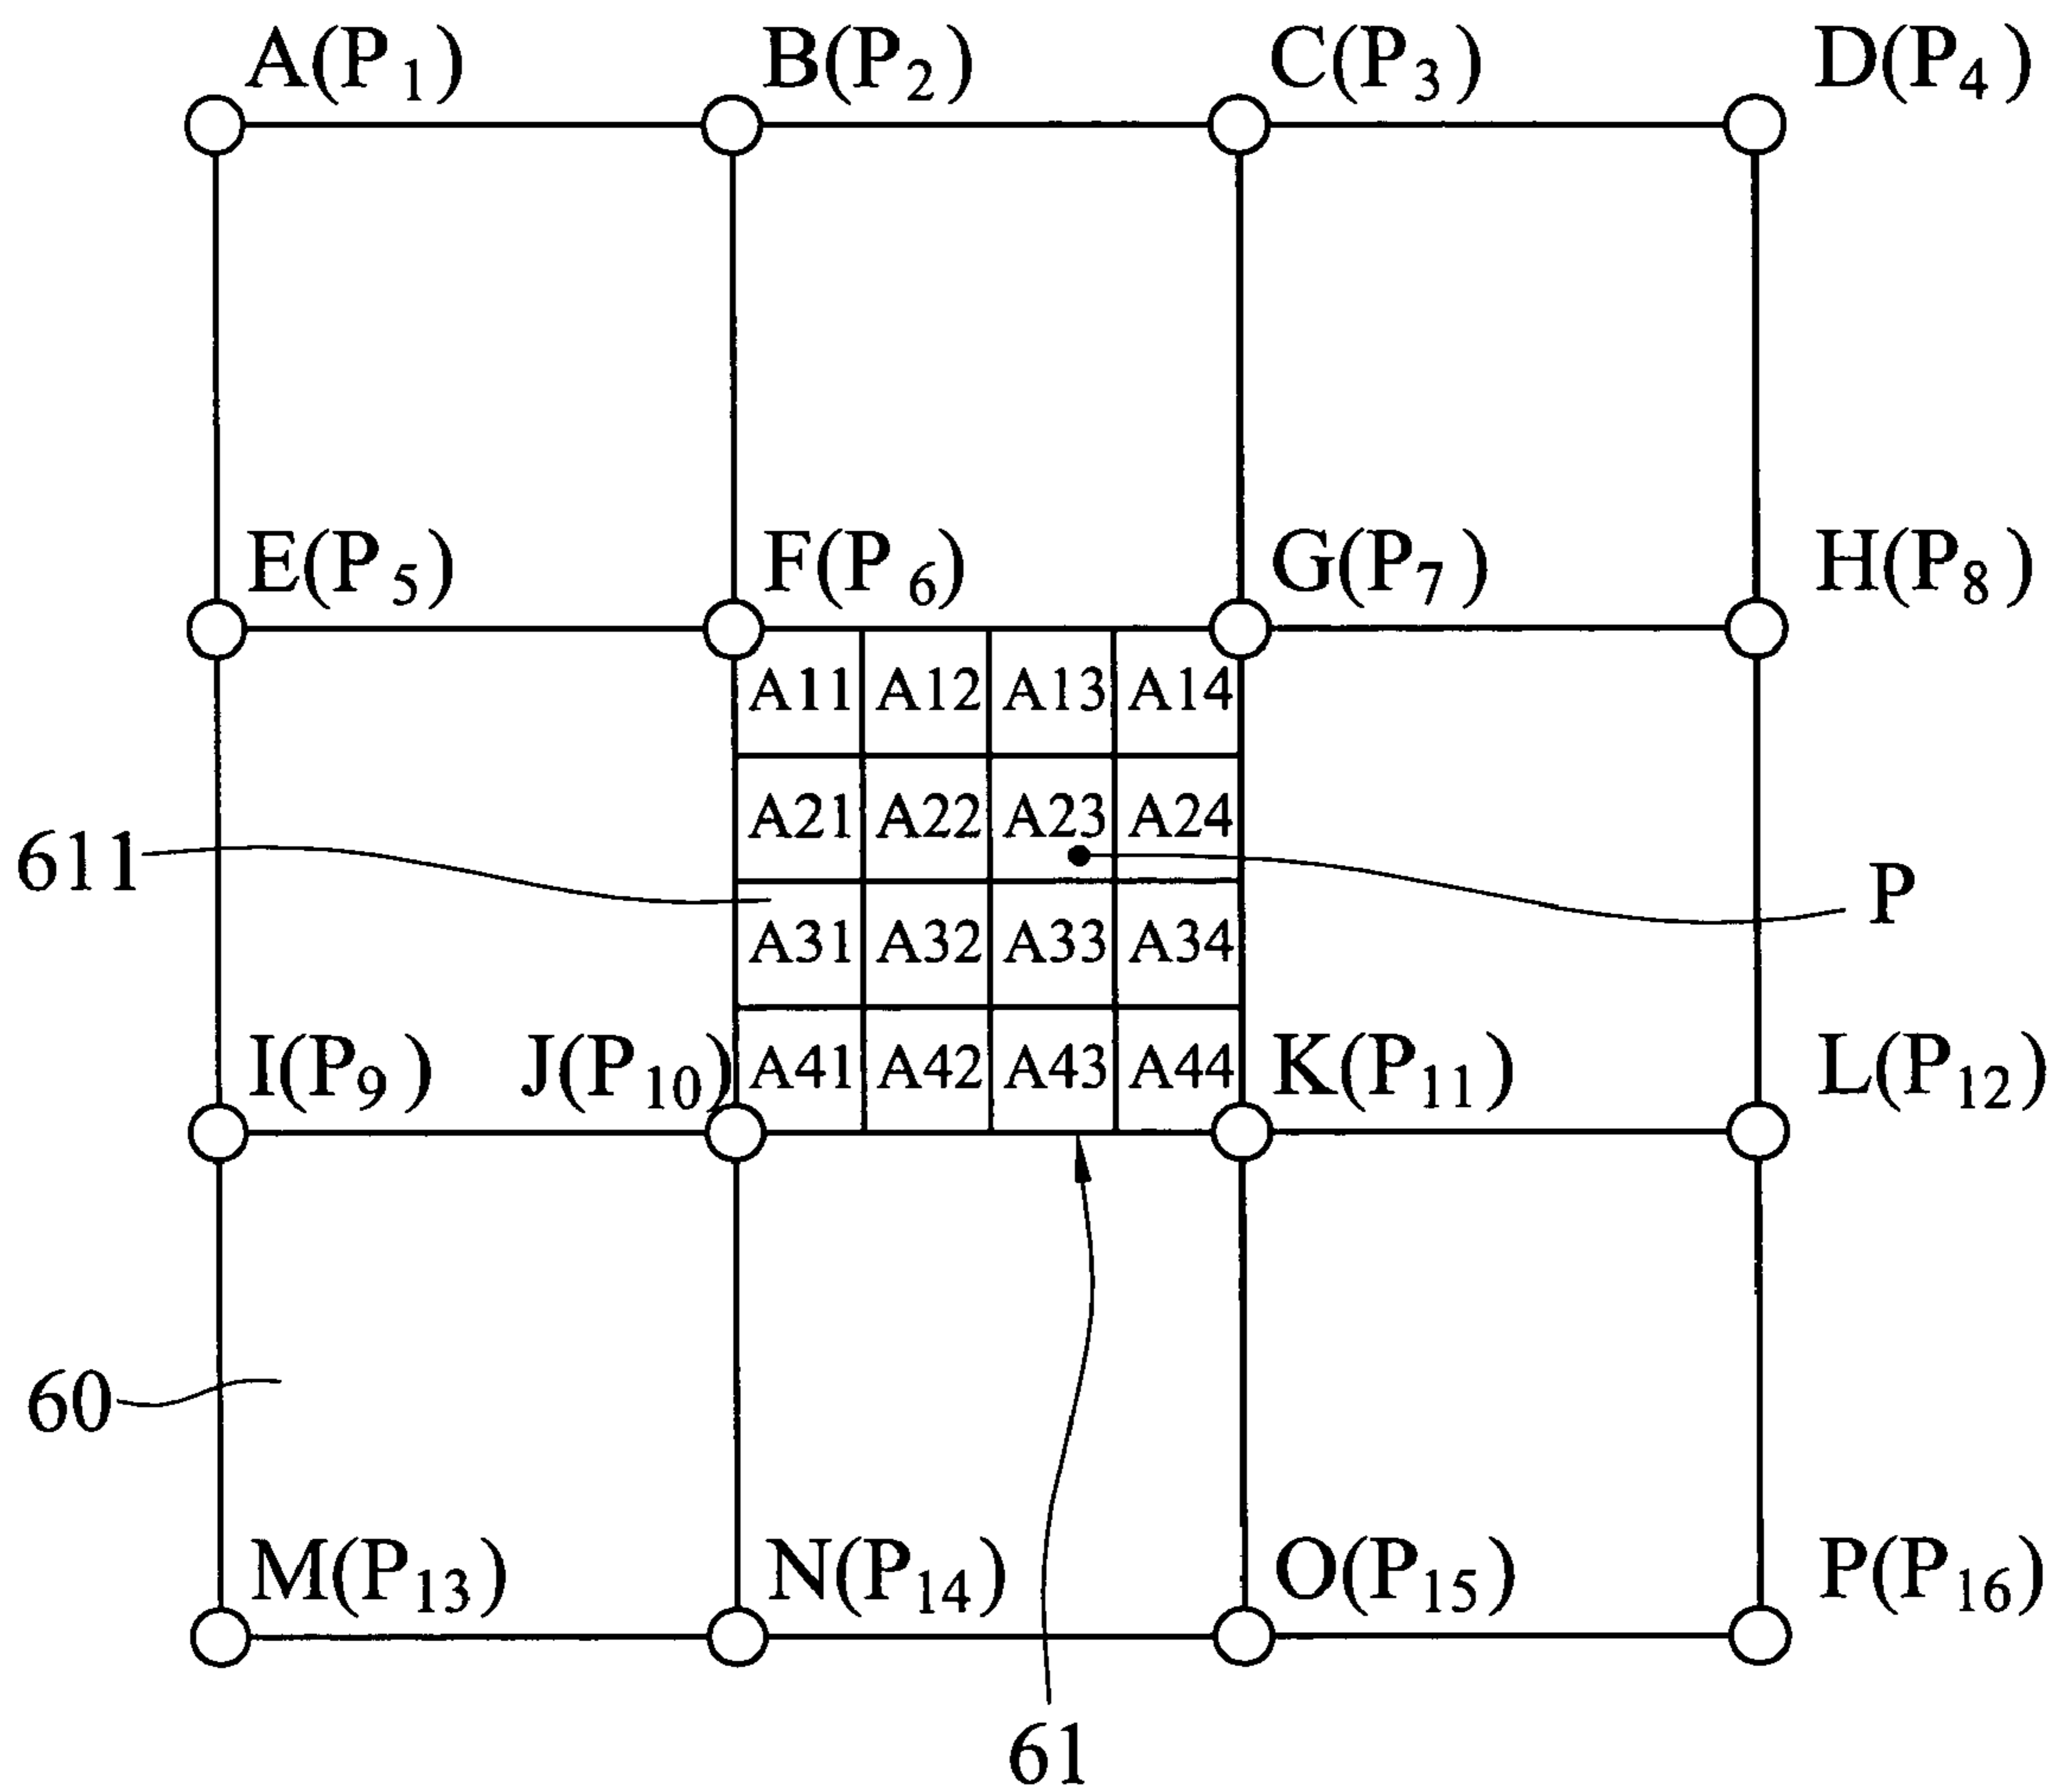 A(P₁) B(P₂) C(P₃) D(P₄)
E(P₅) F(P₆) G(P₇) H(P₈)
A11 A12 A13 A14
A21 A22 A23 A24
611
P
A31 A32 A33 A34
I(P₉) J(P₁₀) A41 A42 A43 A44 K(P₁₁) L(P₁₂)
60
M(P₁₃) N(P₁₄) O(P₁₅) P(P₁₆)
61